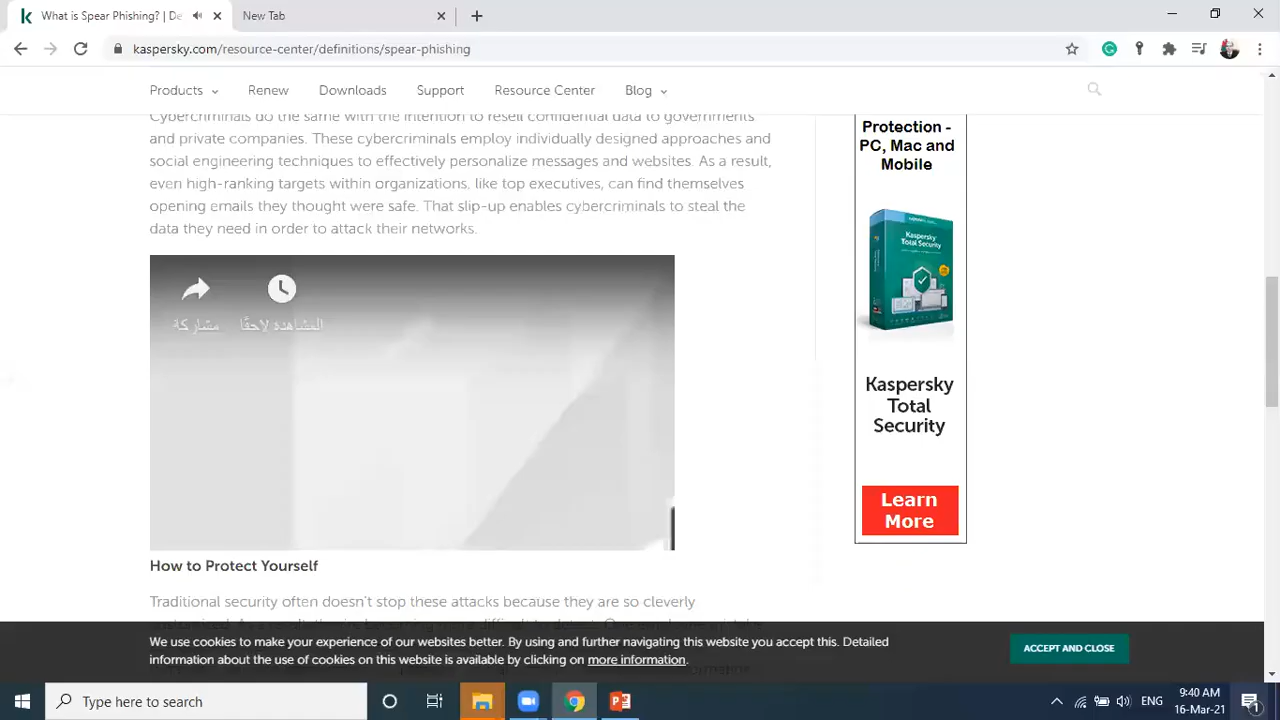 What is Spear Phishing? | De
New Tab
kaspersky.com/resource-center/definitions/spear-phishing
Products
Renew
Downloads
Support
Resource Center
Blog
Cybercriminals do the same with the intention to resell confidential data to governments
and private companies. These cybercriminals employ individually designed approaches and
social engineering techniques to effectively personalize messages and websites. As a result,
even high-ranking targets within organizations, like top executives, can find themselves
opening emails they thought were safe. That slip-up enables cybercriminals to steal the
data they need in order to attack their networks.
مشاركة
المشاهدة لاحقًا
How to Protect Yourself
Traditional security often doesn't stop these attacks because they are so cleverly
Protection -
PC, Mac and
Mobile
Kaspersky
Total Security
Kaspersky
Total
Security
Learn
More
We use cookies to make your experience of our websites better. By using and further navigating this website you accept this. Detailed
information about the use of cookies on this website is available by clicking on more information.
ACCEPT AND CLOSE
Type here to search
ENG
9:40 AM
16-Mar-21
1